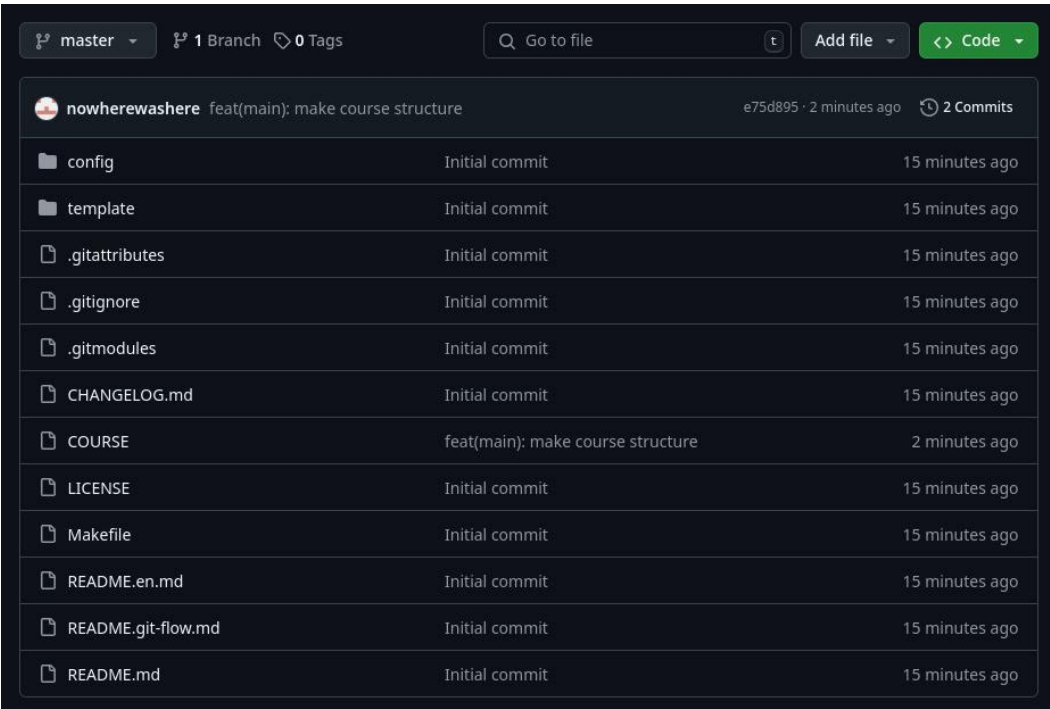 master 1 Branch 0 Tags Go to file t Add file Code
nowherewashere feat(main): make course structure e75d895 · 2 minutes ago 2 Commits
config Initial commit 15 minutes ago
template Initial commit 15 minutes ago
.gitattributes Initial commit 15 minutes ago
.gitignore Initial commit 15 minutes ago
.gitmodules Initial commit 15 minutes ago
CHANGELOG.md Initial commit 15 minutes ago
COURSE feat(main): make course structure 2 minutes ago
LICENSE Initial commit 15 minutes ago
Makefile Initial commit 15 minutes ago
README.en.md Initial commit 15 minutes ago
README.git-flow.md Initial commit 15 minutes ago
README.md Initial commit 15 minutes ago